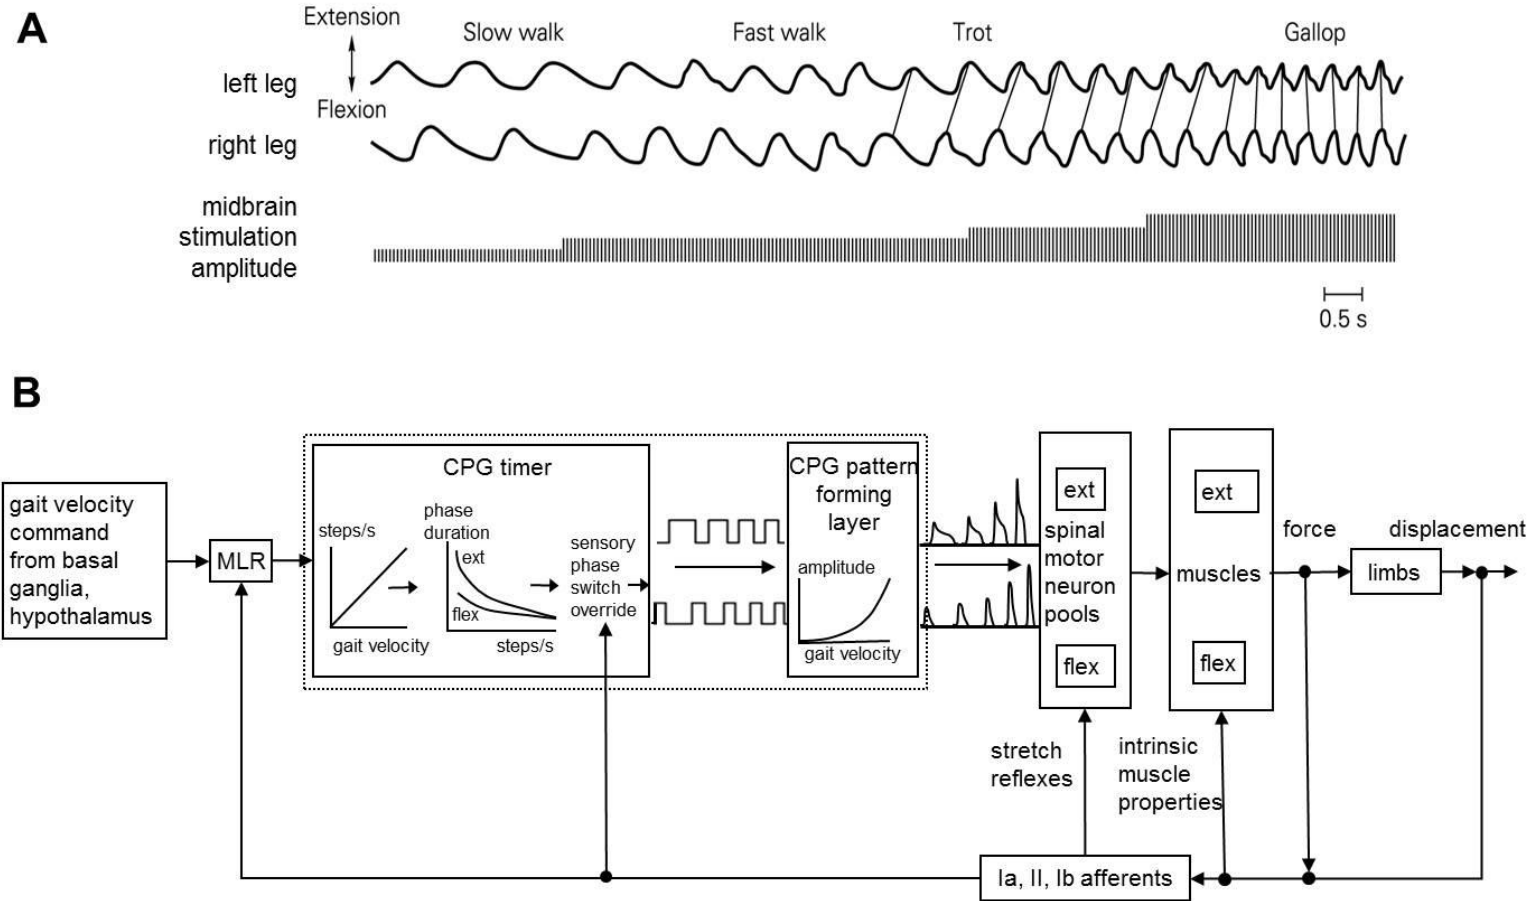 A
Extension
Flexion
Slow walk
Fast walk
Trot
Gallop
left leg
right leg
midbrain
stimulation
amplitude
0.5 s
B
gait velocity
command
from basal
ganglia,
hypothalamus
MLR
CPG timer
steps/s
gait velocity
phase
duration
ext
flex
steps/s
sensory
phase
switch
override
CPG pattern
forming
layer
amplitude
gait velocity
ext
spinal
motor
neuron
pools
flex
ext
muscles
flex
force
limbs
displacement
stretch
reflexes
intrinsic
muscle
properties
Ia, II, Ib afferents